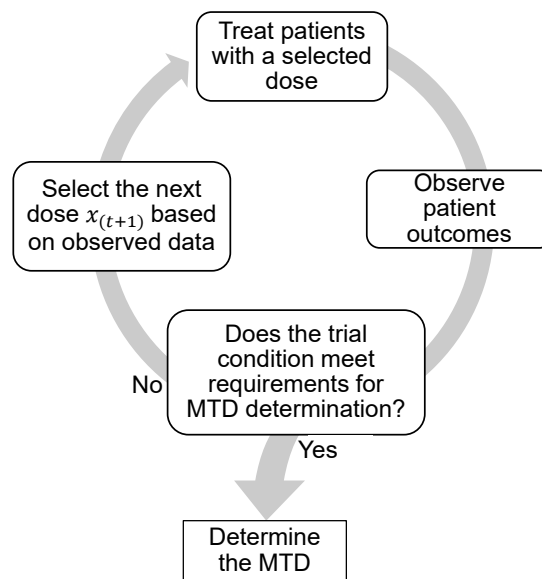 Treat patients
with a selected
dose
Select the next
dose 𝑥₍ₜ₊₁₎ based
on observed data
Observe
patient
outcomes
Does the trial
condition meet
requirements for
MTD determination?
No
Yes
Determine
the MTD